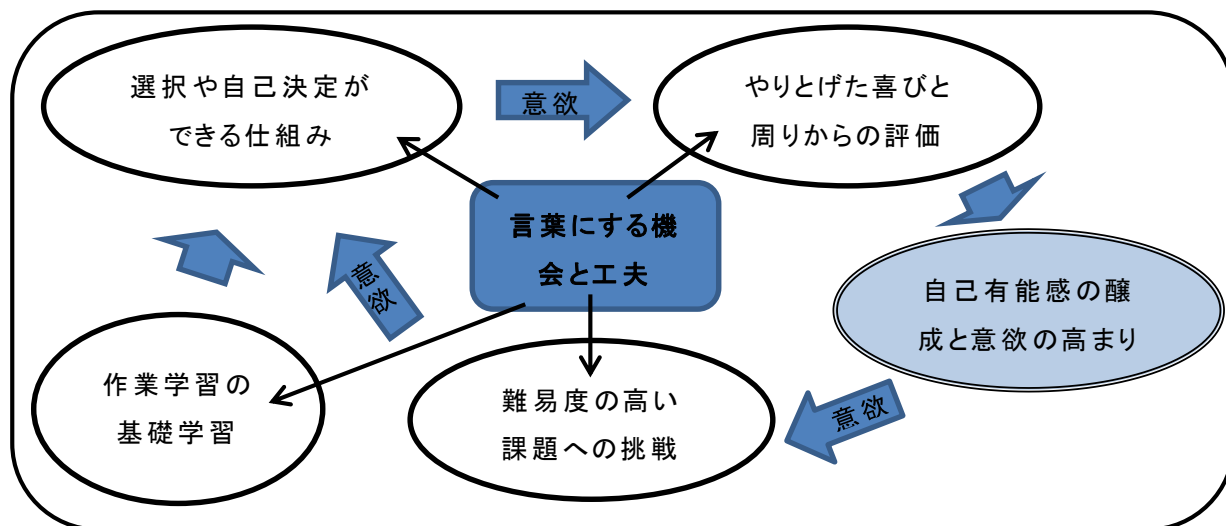 選択や自己決定が
できる仕組み
意欲
やりとげた喜びと
周りからの評価
言葉にする機
会と工夫
意欲
自己有能感の醸
成と意欲の高まり
作業学習の
基礎学習
難易度の高い
課題への挑戦
意欲